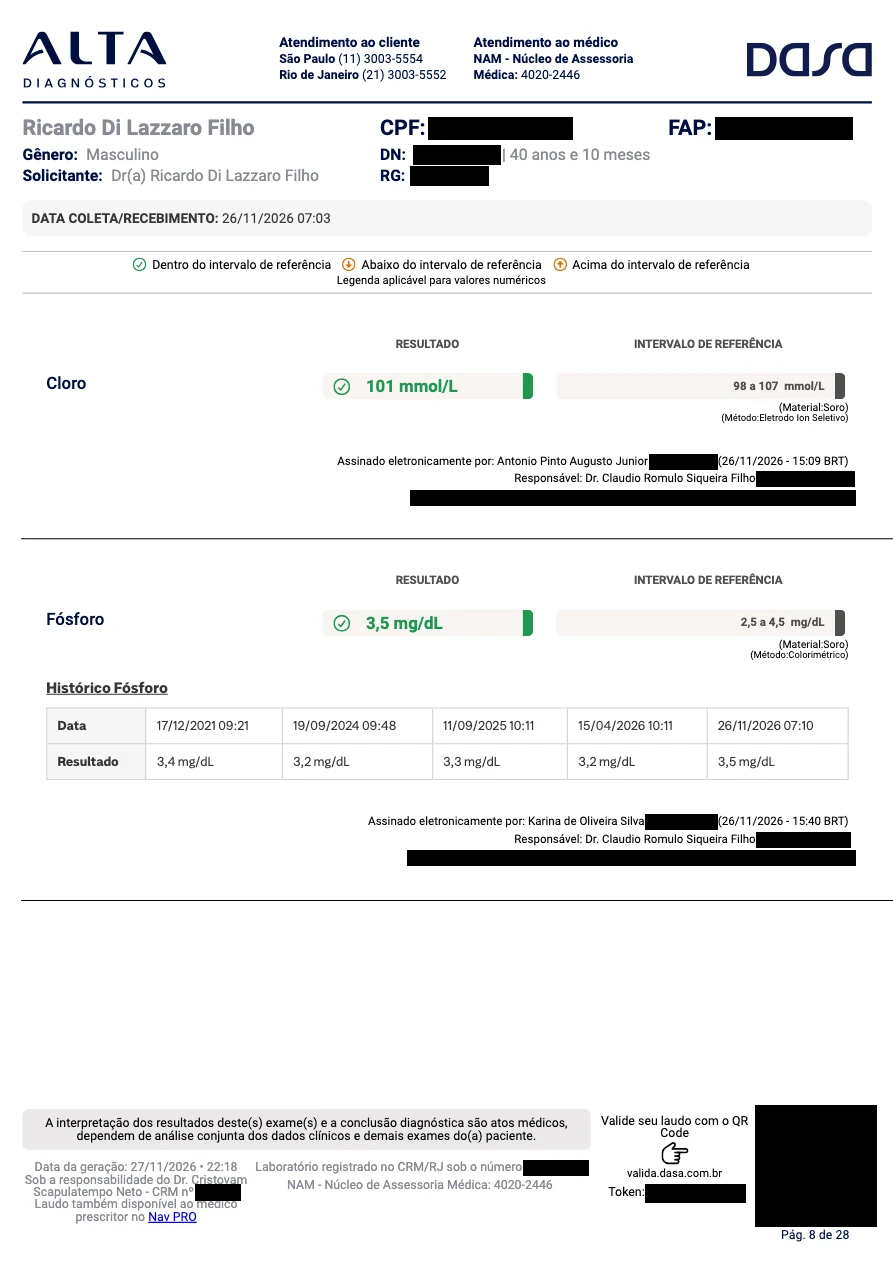 ALTA
DIAGNÓSTICOS
Atendimento ao cliente
São Paulo (11) 3003-5554
Rio de Janeiro (21) 3003-5552
Atendimento ao médico
NAM - Núcleo de Assessoria
Médica: 4020-2446
DASA
Ricardo Di Lazzaro Filho
CPF:
FAP:
Gênero: Masculino
DN: | 40 anos e 10 meses
Solicitante: Dr(a) Ricardo Di Lazzaro Filho
RG:
DATA COLETA/RECEBIMENTO: 26/11/2026 07:03
Dentro do intervalo de referência Abaixo do intervalo de referência Acima do intervalo de referência
Legenda aplicável para valores numéricos
RESULTADO INTERVALO DE REFERÊNCIA
Cloro 101 mmol/L 98 a 107 mmol/L
(Material:Soro)
(Método:Eletrodo Ion Seletivo)
Assinado eletronicamente por: Antonio Pinto Augusto Junior (26/11/2026 - 15:09 BRT)
Responsável: Dr. Claudio Romulo Siqueira Filho
RESULTADO INTERVALO DE REFERÊNCIA
Fósforo 3,5 mg/dL 2,5 a 4,5 mg/dL
(Material:Soro)
(Método:Colorimétrico)
Histórico Fósforo
Data 17/12/2021 09:21 19/09/2024 09:48 11/09/2025 10:11 15/04/2026 10:11 26/11/2026 07:10
Resultado 3,4 mg/dL 3,2 mg/dL 3,3 mg/dL 3,2 mg/dL 3,5 mg/dL
Assinado eletronicamente por: Karina de Oliveira Silva (26/11/2026 - 15:40 BRT)
Responsável: Dr. Claudio Romulo Siqueira Filho
A interpretação dos resultados deste(s) exame(s) e a conclusão diagnóstica são atos médicos,
dependem de análise conjunta dos dados clínicos e demais exames do(a) paciente.
Data da geração: 27/11/2026 • 22:18
Sob a responsabilidade do Dr. Cristovam
Scapulatempo Neto - CRM nº
Laudo também disponível ao médico
prescritor no Nav PRO
Laboratório registrado no CRM/RJ sob o número
NAM - Núcleo de Assessoria Médica: 4020-2446
Valide seu laudo com o QR
Code
valida.dasa.com.br
Token:
Pág. 8 de 28